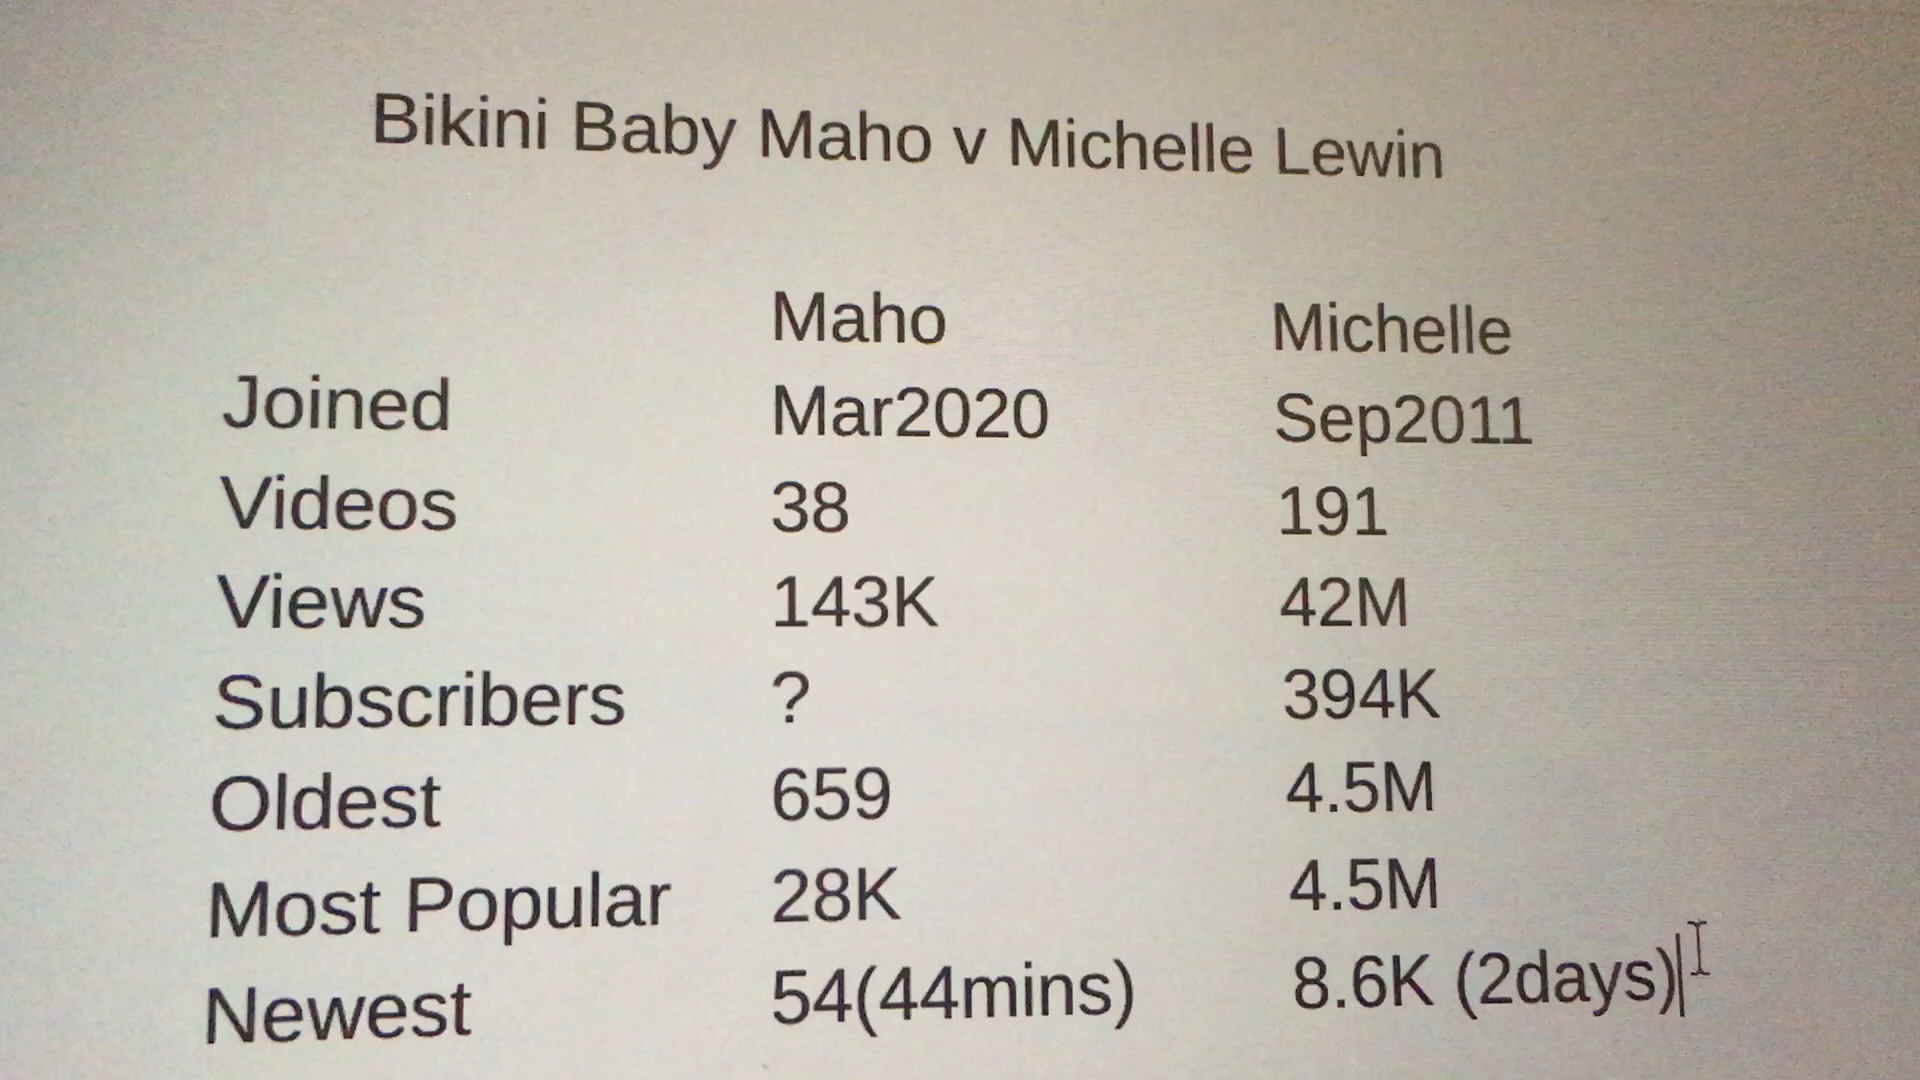 Bikini Baby Maho v Michelle Lewin
Maho Michelle
Joined Mar2020 Sep2011
Videos 38 191
Views 143K 42M
Subscribers ? 394K
Oldest 659 4.5M
Most Popular 28K 4.5M
Newest 54(44mins) 8.6K (2days)